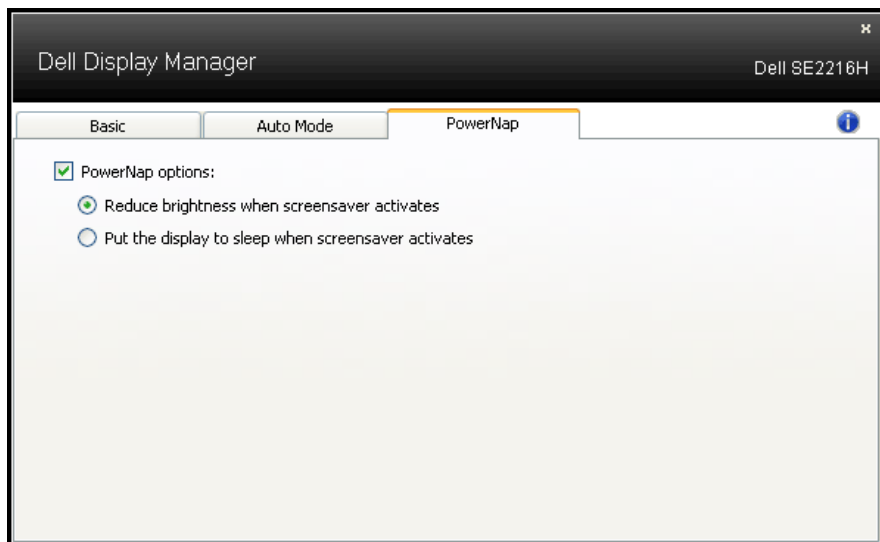 Dell Display Manager
Dell SE2216H
Basic
Auto Mode
PowerNap
PowerNap options:
Reduce brightness when screensaver activates
Put the display to sleep when screensaver activates